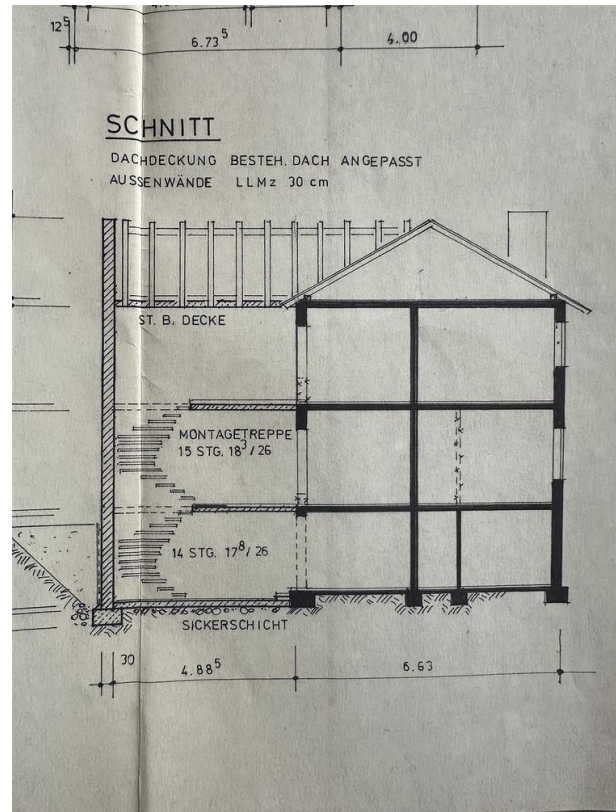 12⁵
6.73⁵
4.00
SCHNITT
DACHDECKUNG BESTEH. DACH ANGEPASST
AUSSENWÄNDE LLMz 30 cm
ST. B. DECKE
MONTAGETREPPE
15 STG. 18³/26
14 STG. 17⁸/26
SICKERSCHICHT
30
4.88⁵
6.63